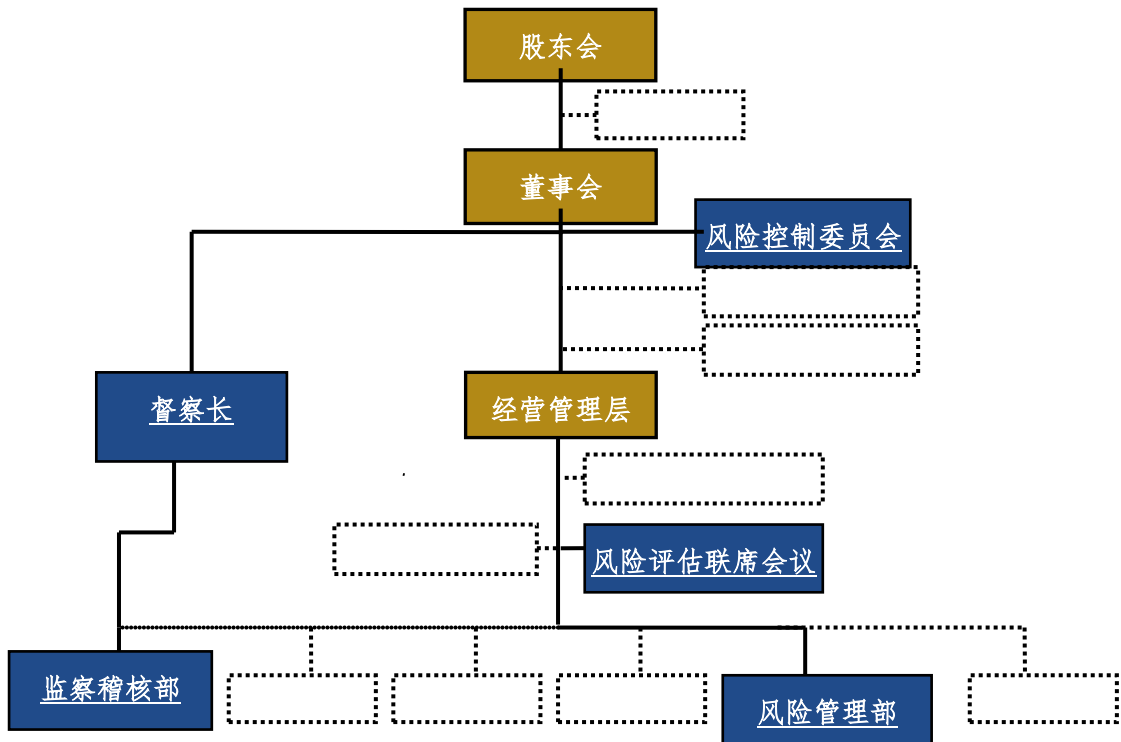 股东会
董事会
风险控制委员会
督察长
经营管理层
风险评估联席会议
监察稽核部
风险管理部